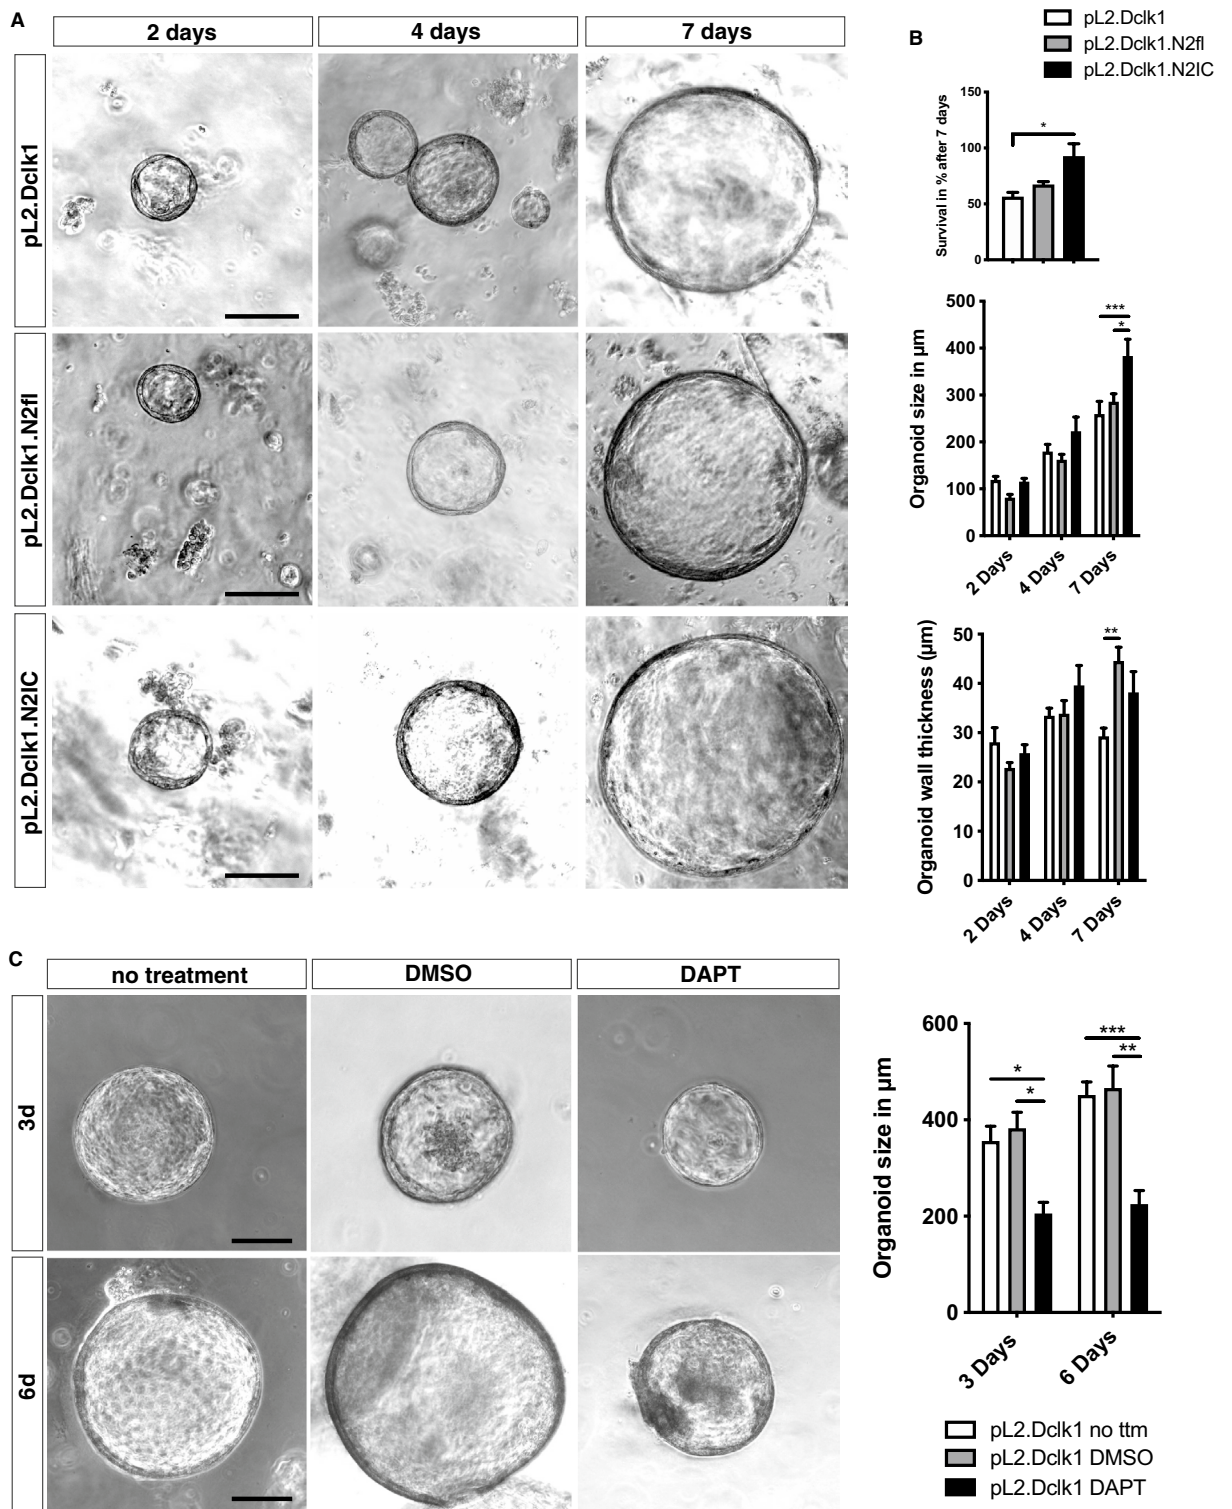 A
2 days
4 days
7 days
pL2.Dclk1
pL2.Dclk1.N2fl
pL2.Dclk1.N2IC
B
pL2.Dclk1
pL2.Dclk1.N2fl
pL2.Dclk1.N2IC
Survival in % after 7 days
150
100
50
0
*
Organoid size in µm
500
400
300
200
100
0
***
*
2 Days
4 Days
7 Days
Organoid wall thickness (µm)
50
40
30
20
10
0
**
2 Days
4 Days
7 Days
C
no treatment
DMSO
DAPT
3d
6d
Organoid size in µm
600
400
200
0
*
*
***
**
3 Days
6 Days
pL2.Dclk1 no ttm
pL2.Dclk1 DMSO
pL2.Dclk1 DAPT